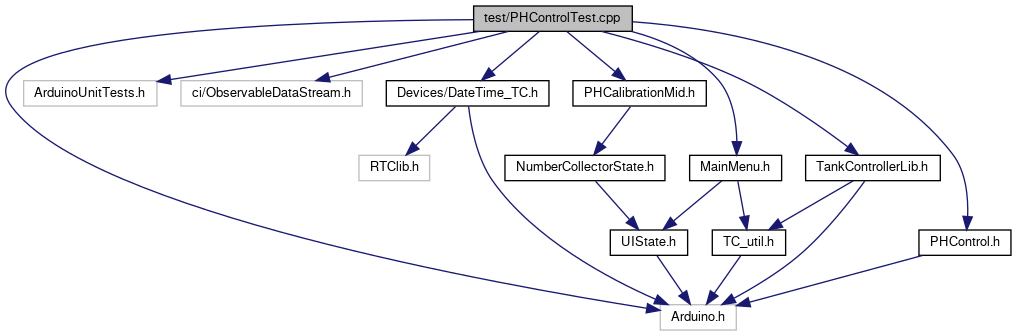 test/PHControlTest.cpp
ArduinoUnitTests.h
ci/ObservableDataStream.h
Devices/DateTime_TC.h
PHCalibrationMid.h
RTClib.h
NumberCollectorState.h
MainMenu.h
TankControllerLib.h
UIState.h
TC_util.h
PHControl.h
Arduino.h